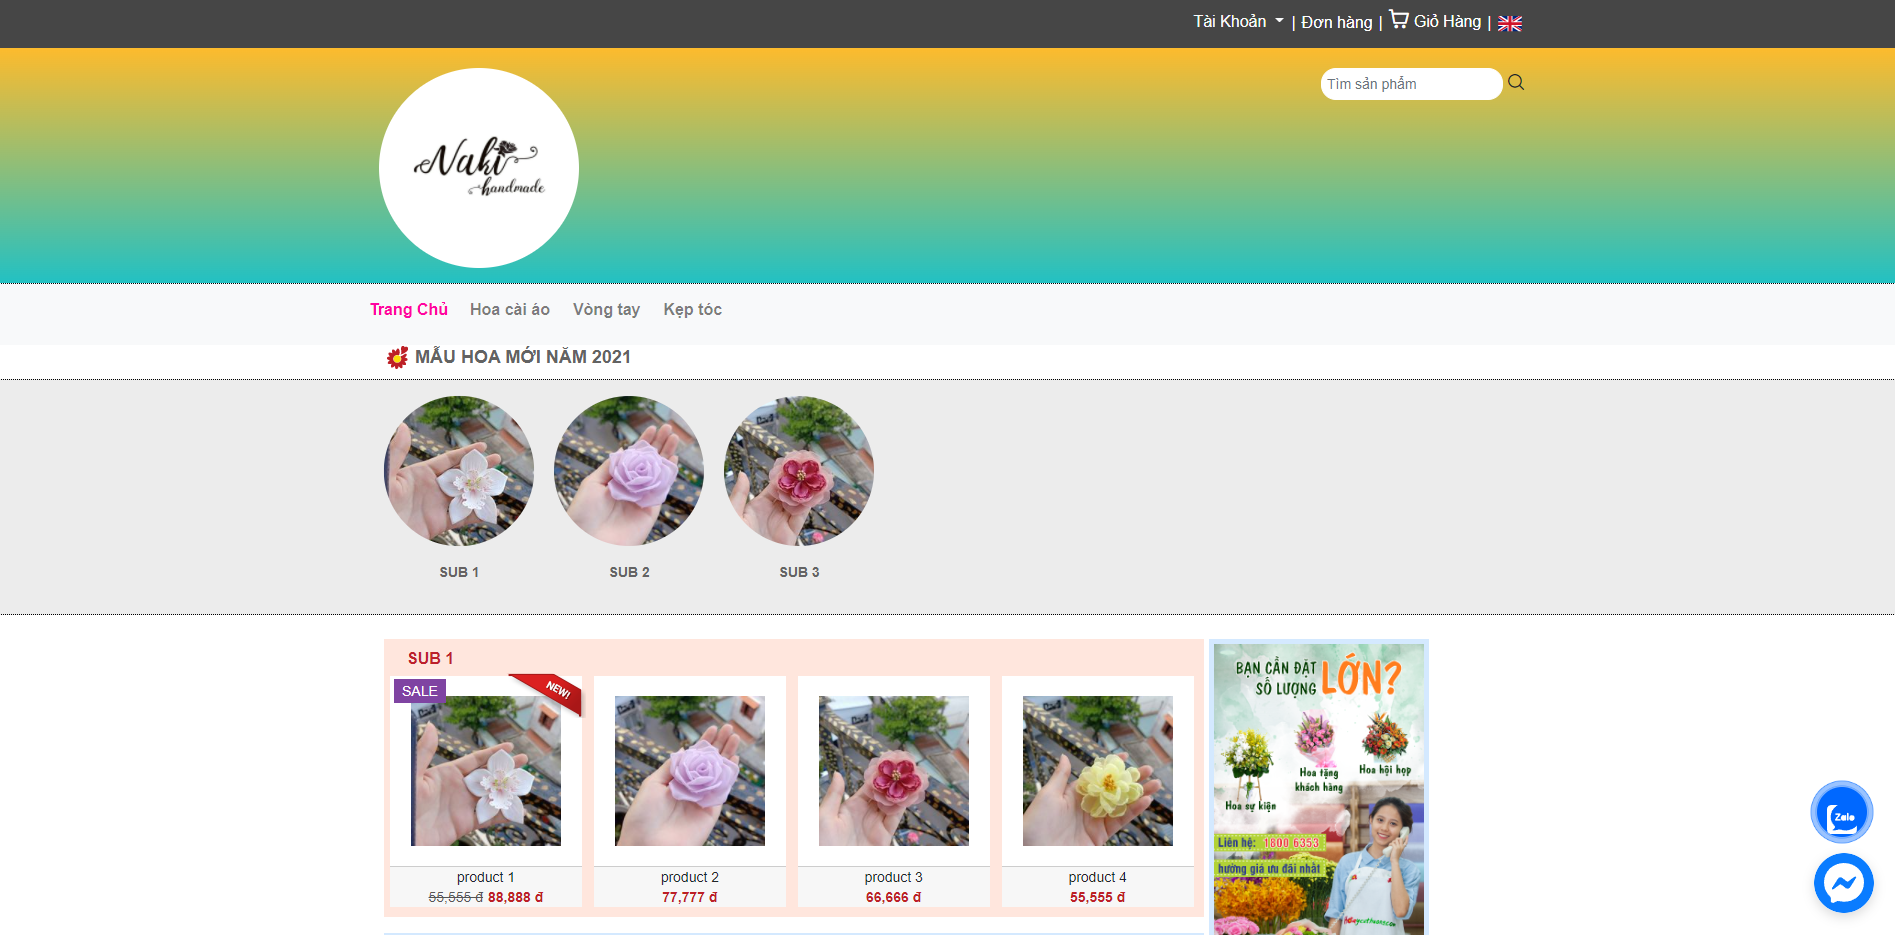 Tài Khoản | Đơn hàng | Giỏ Hàng |
Tìm sản phẩm
Naki
handmade
Trang Chủ Hoa cài áo Vòng tay Kẹp tóc
MẪU HOA MỚI NĂM 2021
SUB 1 SUB 2 SUB 3
SUB 1
SALE
NEW!
product 1
55,555 đ 88,888 đ
product 2
77,777 đ
product 3
66,666 đ
product 4
55,555 đ
BẠN CẦN ĐẶT
SỐ LƯỢNG LỚN?
Hoa sự kiện
Hoa tặng
khách hàng
Hoa hội họp
Liên hệ: 1800 6353
hưởng giá ưu đãi nhất
Zalo